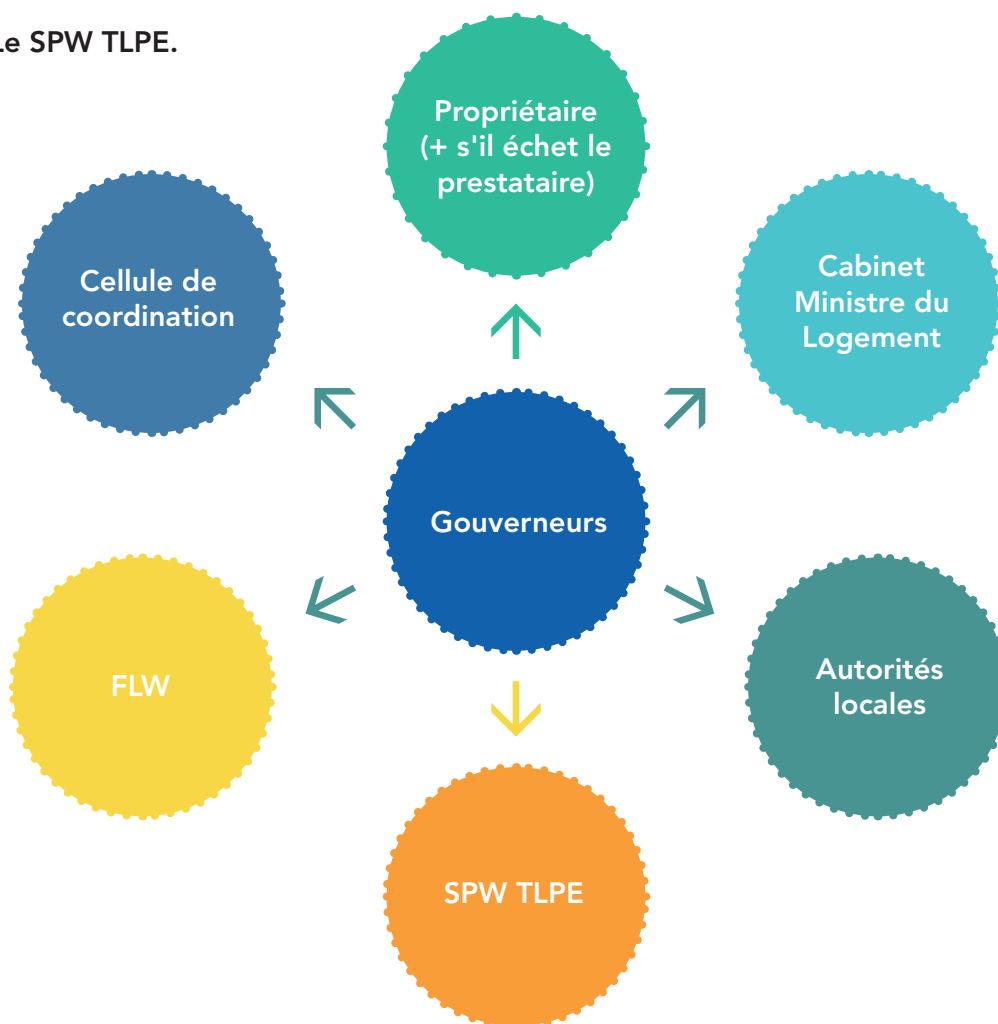 Le SPW TLPE.
Propriétaire
(+ s'il échet le
prestataire)
Cellule de
coordination
Cabinet
Ministre du
Logement
Gouverneurs
FLW
Autorités
locales
SPW TLPE